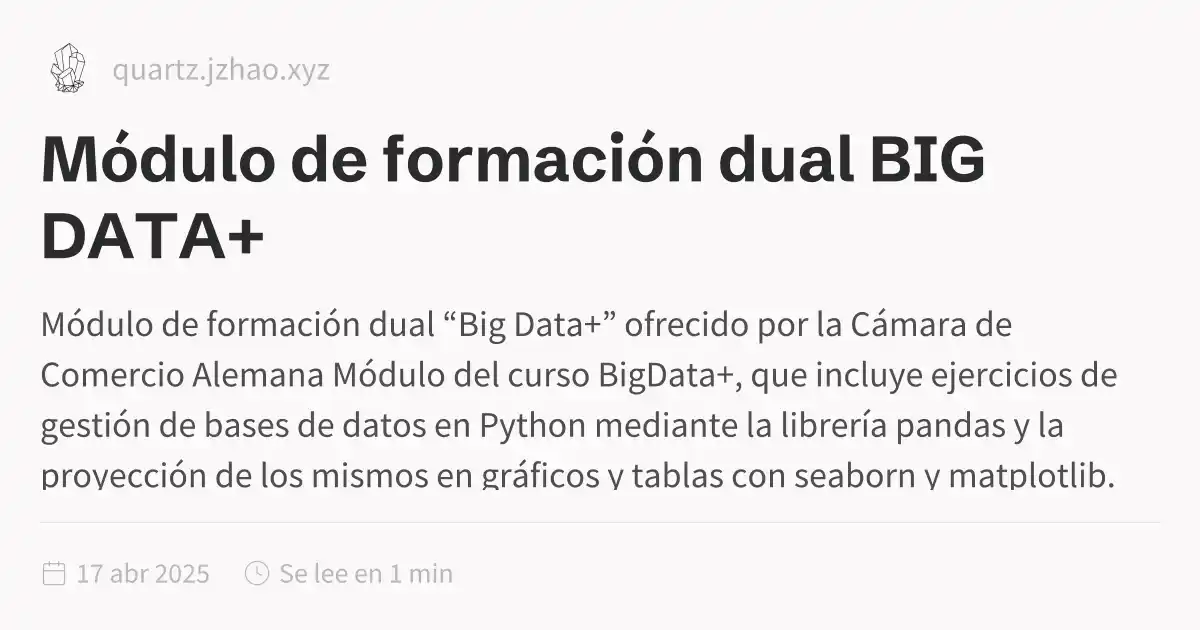 quartz.jzhao.xyz
Módulo de formación dual BIG
DATA+
Módulo de formación dual “Big Data+” ofrecido por la Cámara de
Comercio Alemana Módulo del curso BigData+, que incluye ejercicios de
gestión de bases de datos en Python mediante la librería pandas y la
proyección de los mismos en gráficos y tablas con seaborn y matplotlib.
17 abr 2025
Se lee en 1 min